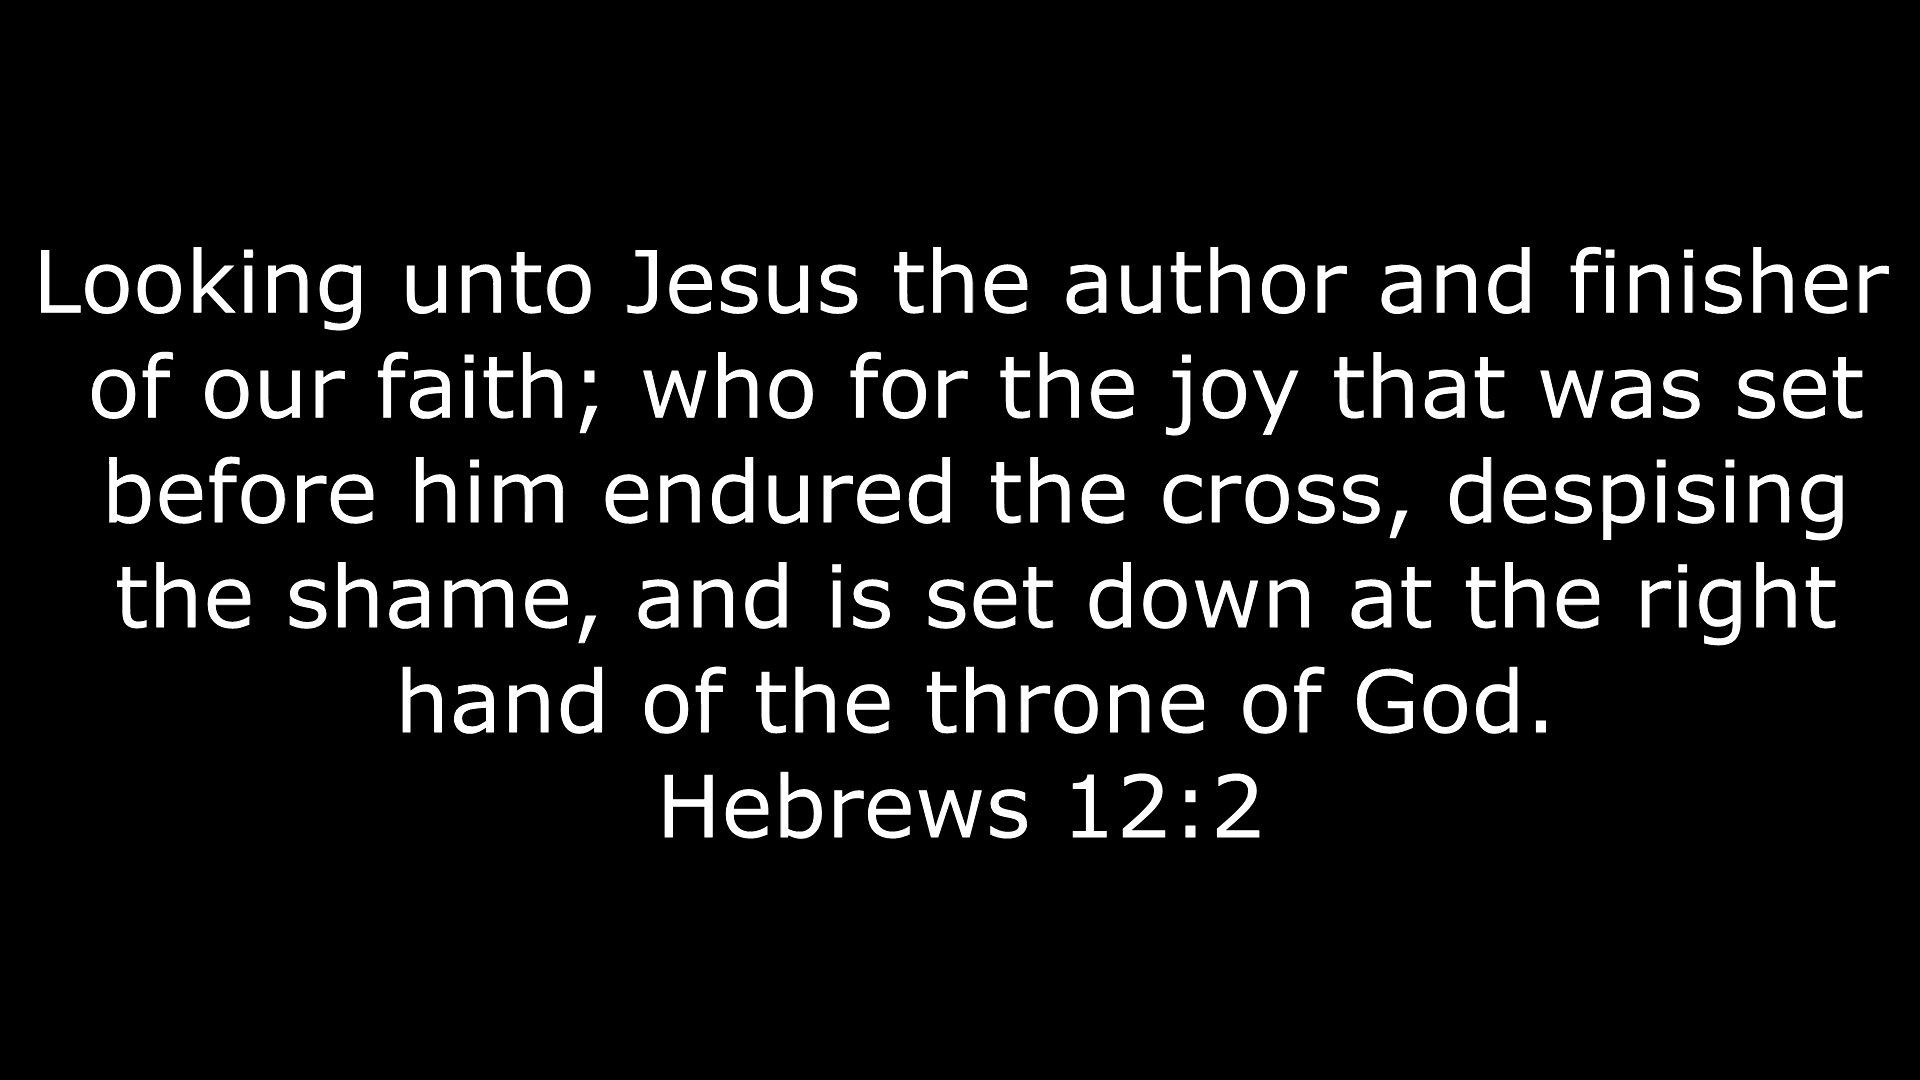 Looking unto Jesus the author and finisher
of our faith; who for the joy that was set
before him endured the cross, despising
the shame, and is set down at the right
hand of the throne of God.
Hebrews 12:2